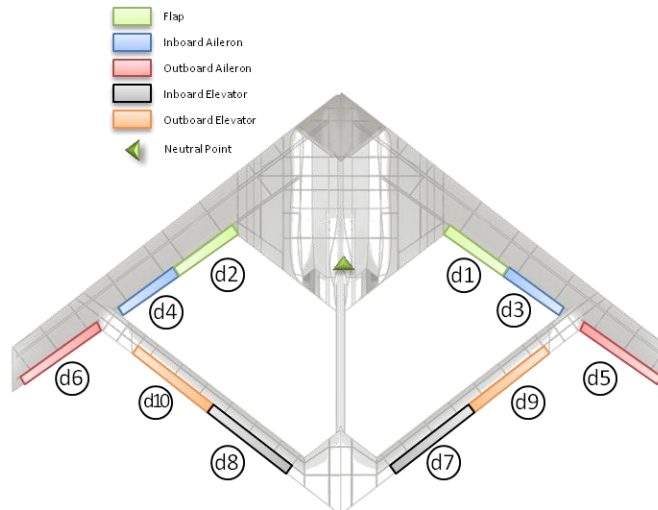 Flap
Inboard Aileron
Outboard Aileron
Inboard Elevator
Outboard Elevator
Neutral Point
d2
d1
d4
d3
d6
d5
d10
d9
d8
d7